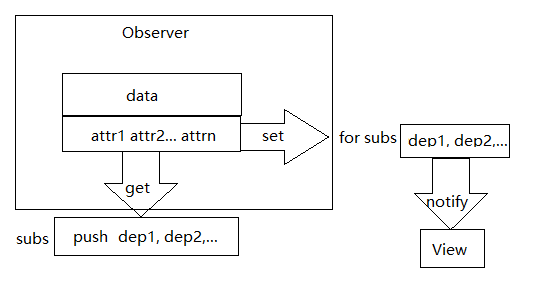 Observer
data
attr1 attr2... attrn
set
for subs
dep1, dep2,...
get
notify
subs
push dep1, dep2,...
View